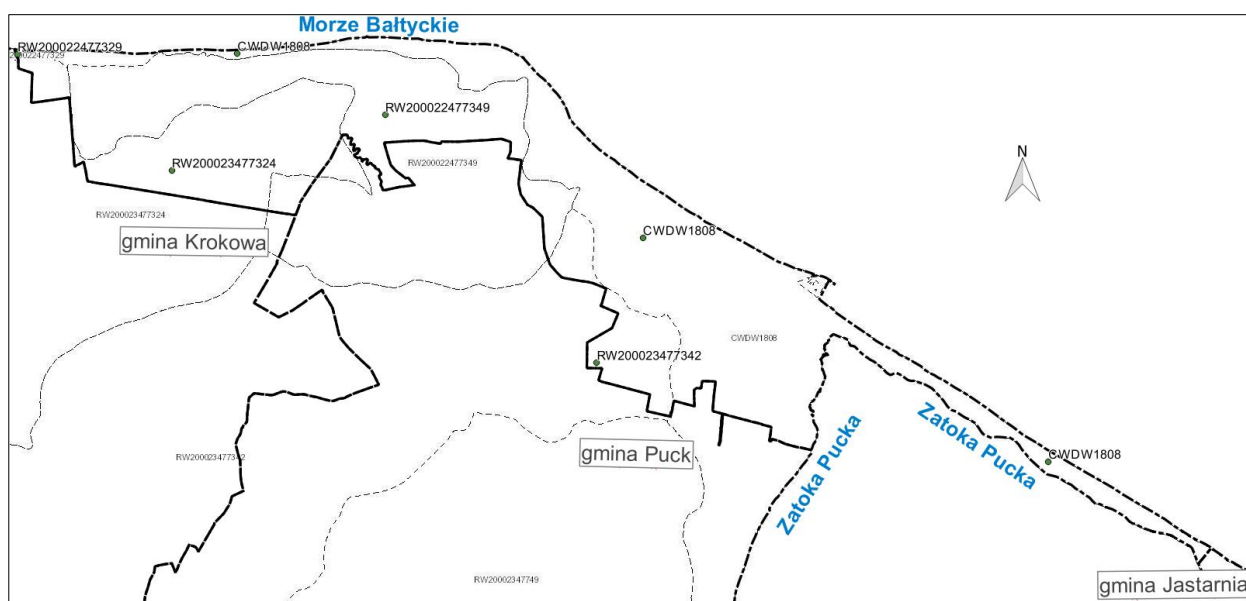 Morze Bałtyckie
RW200022477329
CWDW1808
RW200022477349
N
RW200022477349
RW200023477324
RW200023477324
gmina Krokowa
CWDW1808
CWDW1808
RW200023477342
Zatoka Pucka
gmina Puck
Zatoka Pucka
RW200023477342
CWDW1808
RW20002347749
gmina Jastarnia